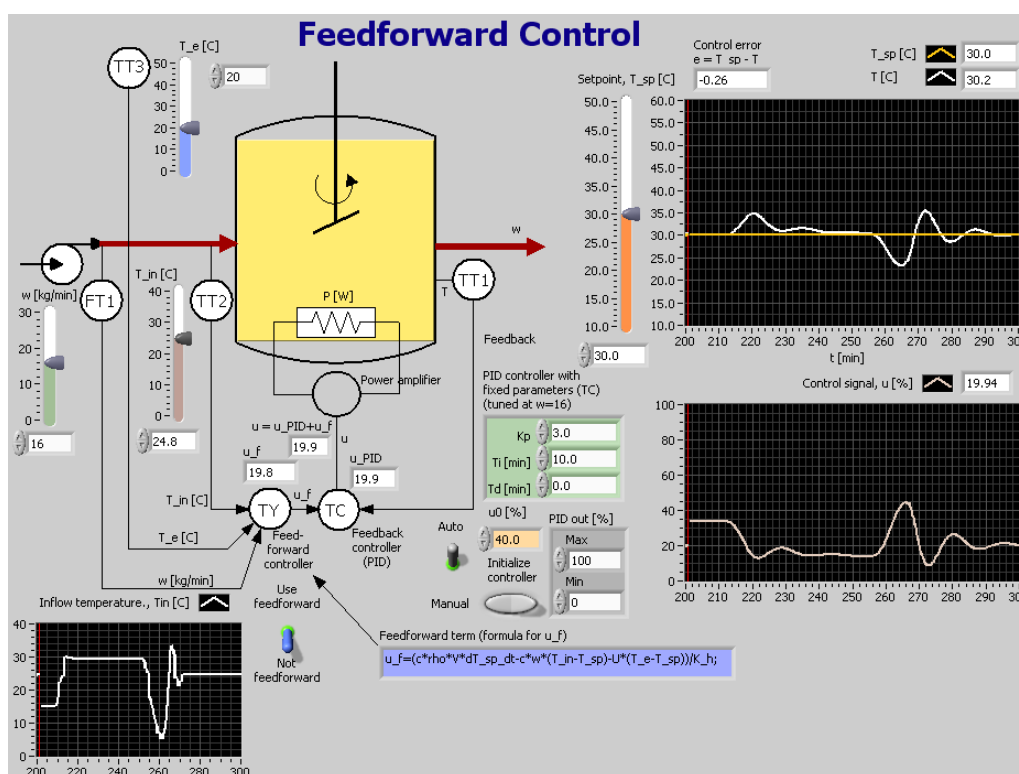 Feedforward Control
T_e [C]
TT3
50
40
30
20
10
0
20
Control error
e = T_sp - T
-0.26
T_sp [C]
30.0
T [C]
30.2
Setpoint, T_sp [C]
50.0
45.0
40.0
35.0
30.0
25.0
20.0
15.0
10.0
30.0
60.0
55.0
50.0
45.0
40.0
35.0
30.0
25.0
20.0
15.0
10.0
200 210 220 230 240 250 260 270 280 290 30
t [min]
w
T_in [C]
40
30
20
10
0
24.8
w [kg/min]
30
20
10
0
16
FT1
TT2
TT1
T
P [W]
Power amplifier
Feedback
u = u_PID+u_f
19.9
u
u_f
19.8
u_PID
19.9
TY
u_f
TC
T_in [C]
T_e [C]
w [kg/min]
Feed-
forward
controller
Feedback
controller
(PID)
PID controller with
fixed parameters (TC)
(tuned at w=16)
Kp
3.0
Ti [min]
10.0
Td [min]
0.0
Auto
Manual
u0 [%]
40.0
Initialize
controller
PID out [%]
Max
100
Min
0
Control signal, u [%]
19.94
100
80
60
40
20
0
200 210 220 230 240 250 260 270 280 290 30
Inflow temperature., Tin [C]
40
30
20
10
0
200 220 240 260 280 300
Use
feedforward
Not
feedforward
Feedforward term (formula for u_f)
u_f=(c*rho*V*dT_sp_dt-c*w*(T_in-T_sp)-U*(T_e-T_sp))/K_h;